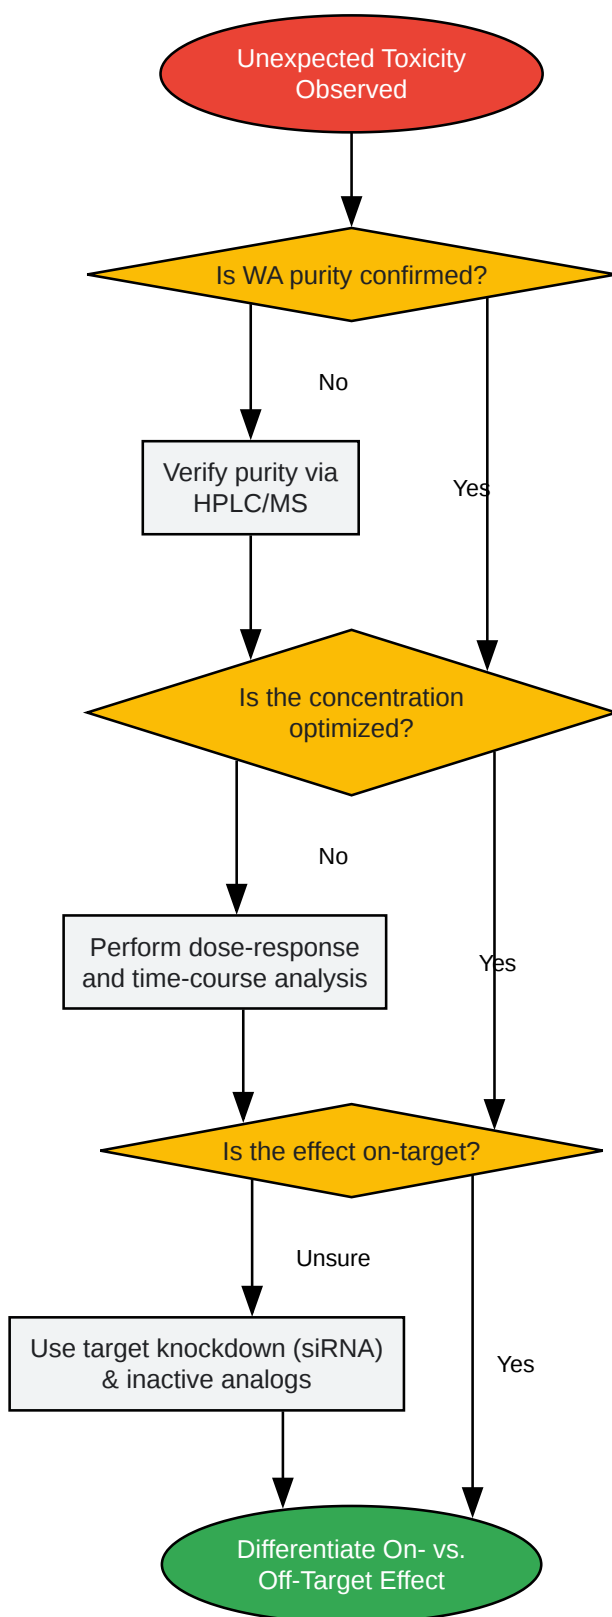 Unexpected Toxicity
Observed
Is WA purity confirmed?
No
Verify purity via
HPLC/MS
Yes
Is the concentration
optimized?
No
Perform dose-response
and time-course analysis
Yes
Is the effect on-target?
Unsure
Use target knockdown (siRNA)
& inactive analogs
Yes
Differentiate On- vs.
Off-Target Effect